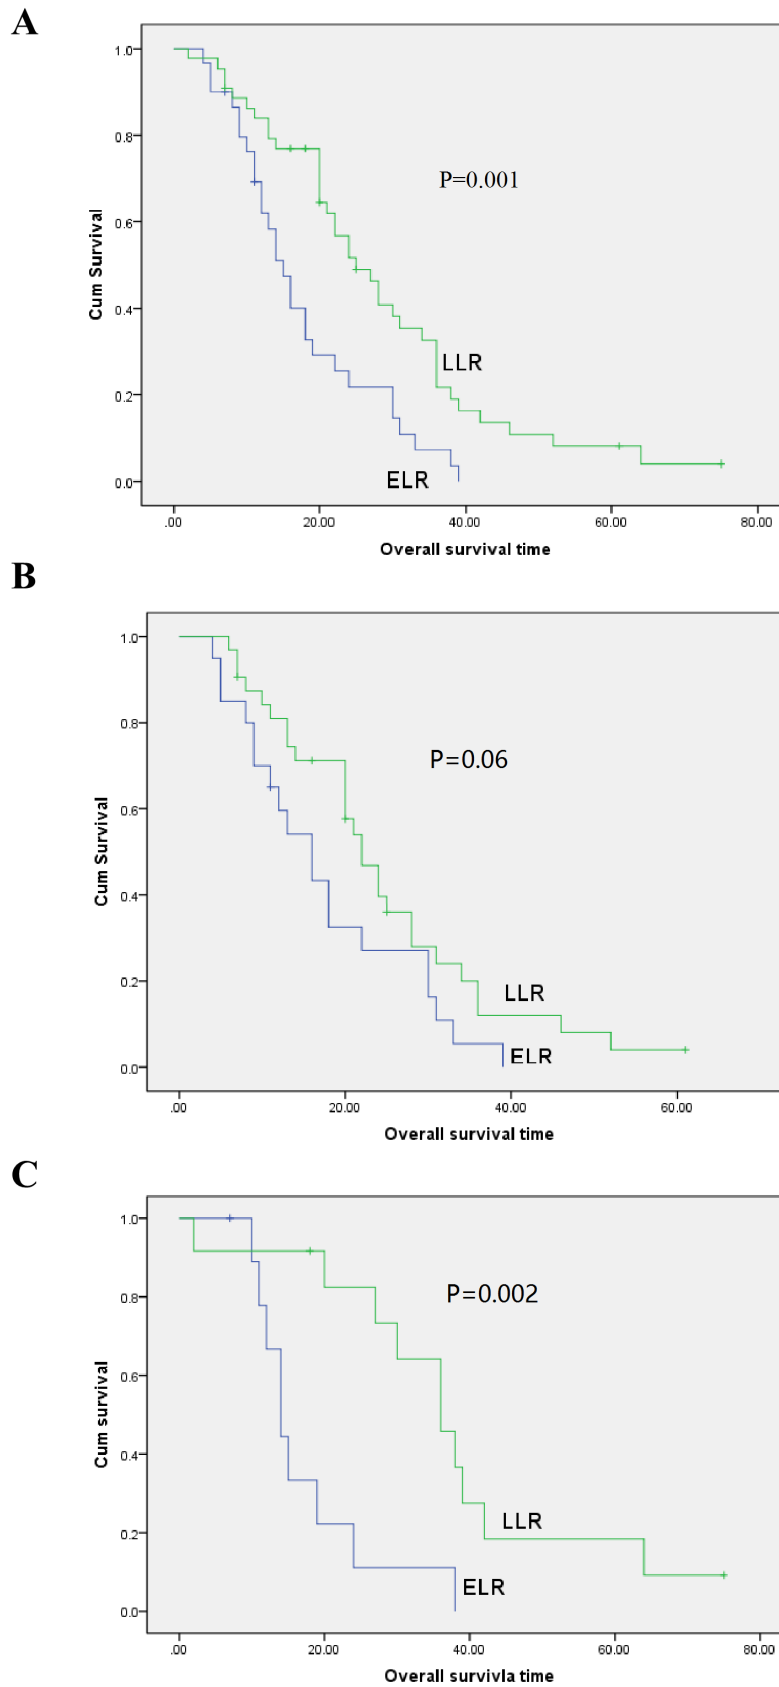 A
1.0
0.8
0.6
0.4
0.2
0.0
Cum Survival
P=0.001
LLR
ELR
.00 20.00 40.00 60.00 80.00
Overall survival time
B
1.0
0.8
0.6
0.4
0.2
0.0
Cum Survival
P=0.06
LLR
ELR
.00 20.00 40.00 60.00
Overall survival time
C
1.0
0.8
0.6
0.4
0.2
0.0
Cum survival
P=0.002
LLR
ELR
.00 20.00 40.00 60.00 80.00
Overall survivla time